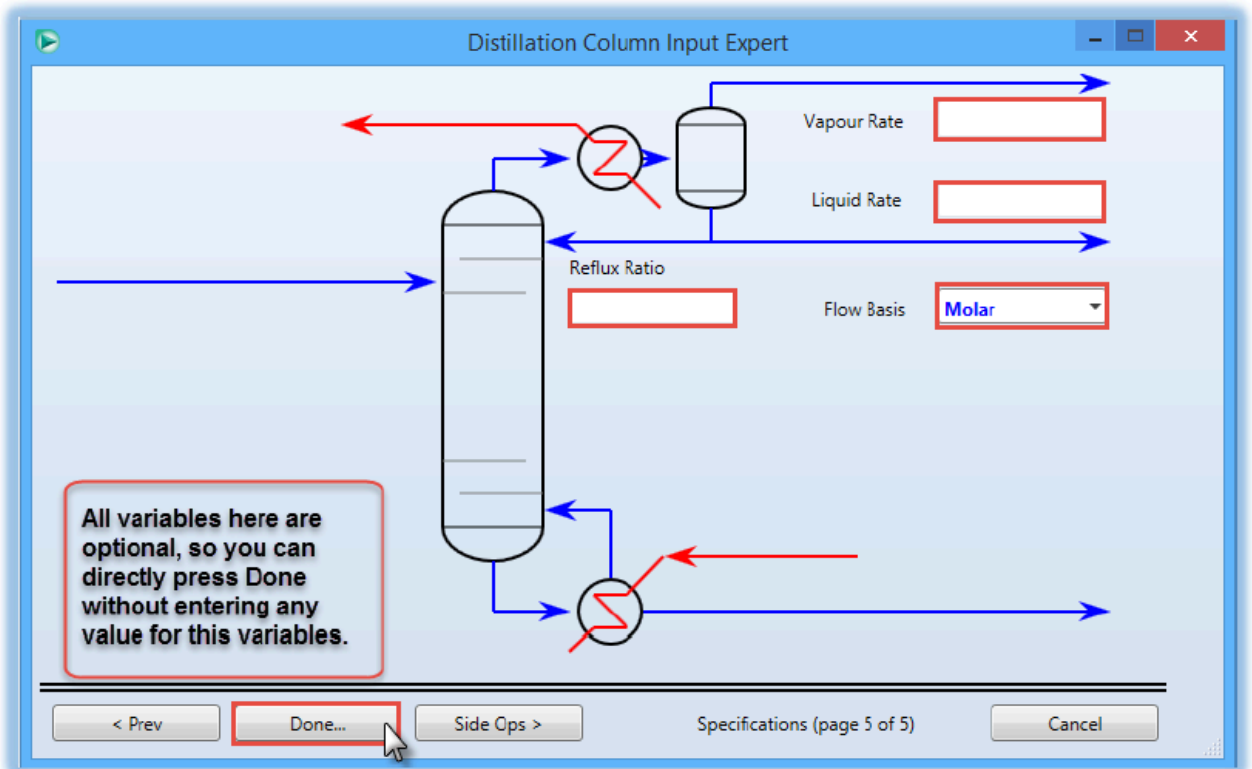 Distillation Column Input Expert
Vapour Rate
Liquid Rate
Reflux Ratio
Flow Basis
Molar
All variables here are
optional, so you can
directly press Done
without entering any
value for this variables.
< Prev
Done...
Side Ops >
Specifications (page 5 of 5)
Cancel